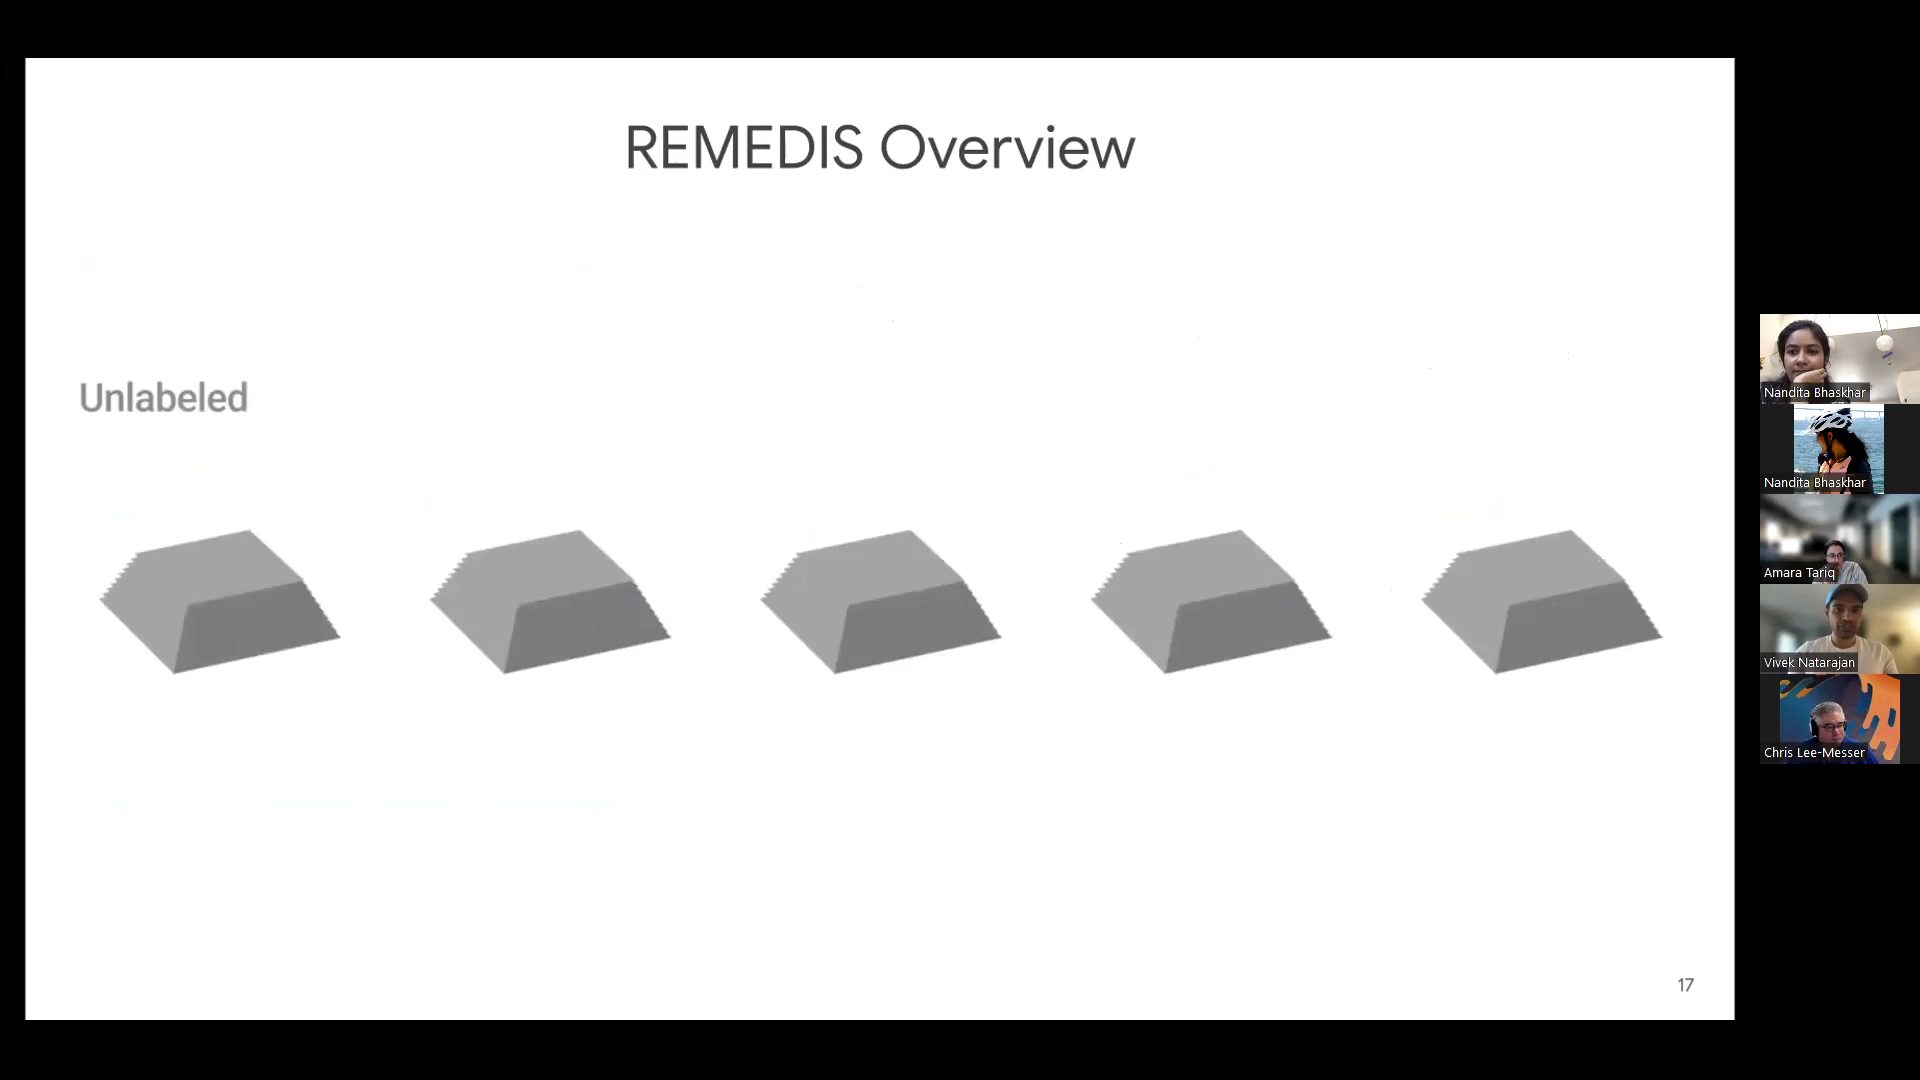 REMEDIS Overview
Unlabeled
17
Nandita Bhaskhar
Nandita Bhaskhar
Amara Tariq
Vivek Natarajan
Chris Lee-Messer